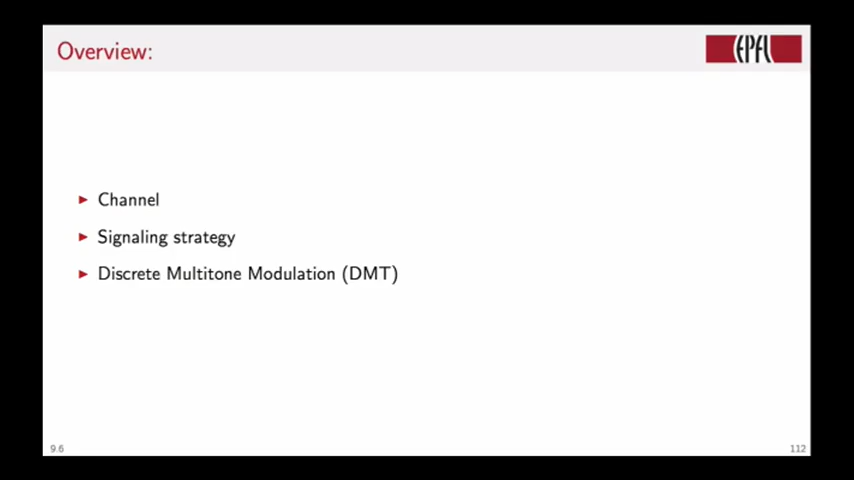 Overview:
EPFL
Channel
Signaling strategy
Discrete Multitone Modulation (DMT)
9.6
112